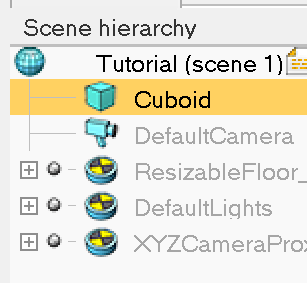 Scene hierarchy
Tutorial (scene 1)
Cuboid
DefaultCamera
ResizableFloor_
DefaultLights
XYZCameraProx